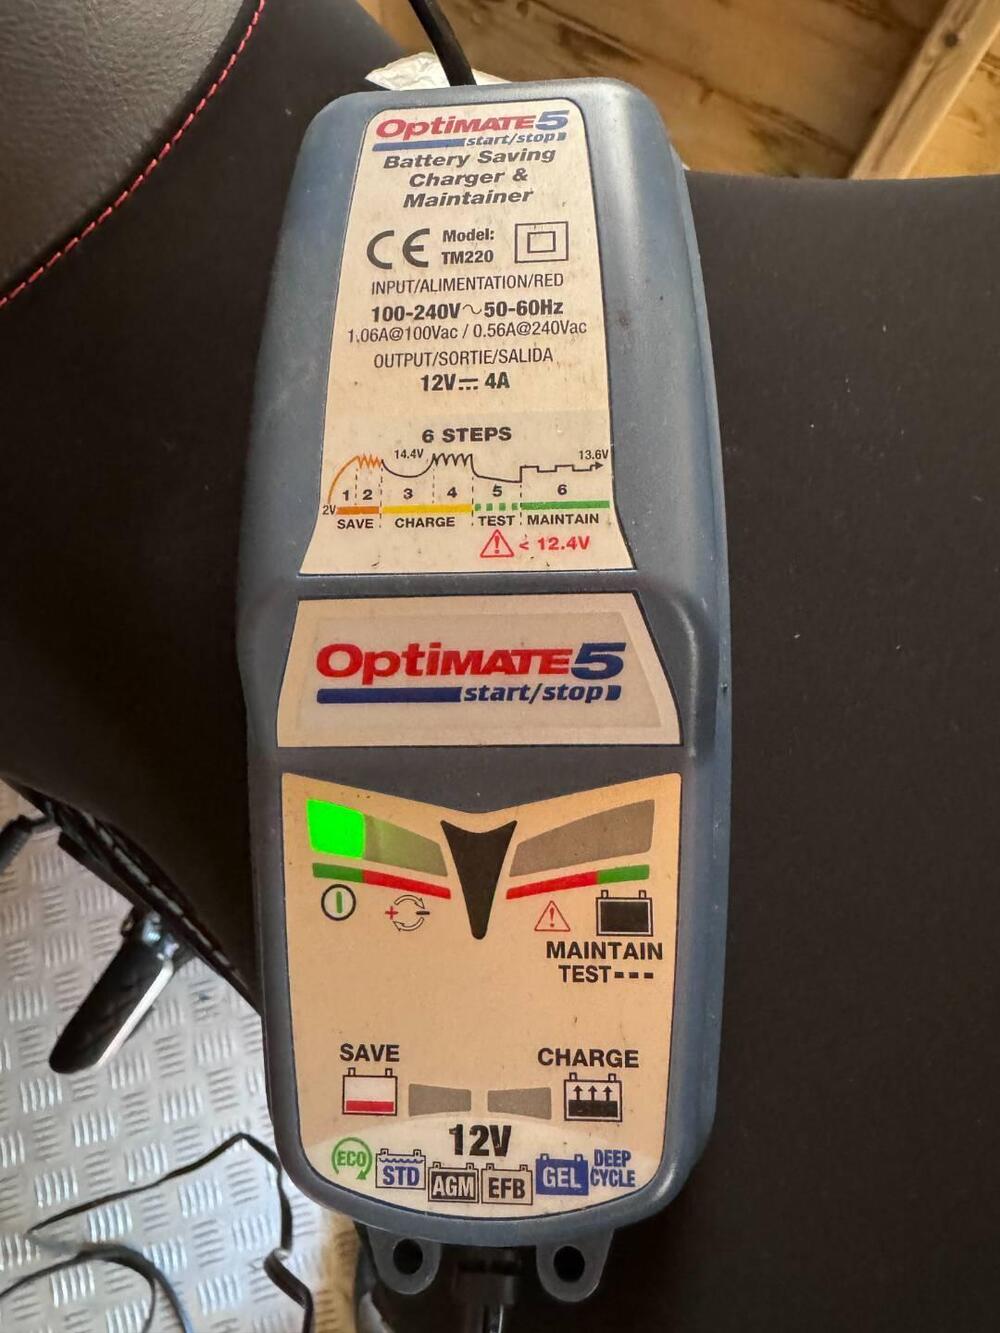 OptiMATE5
start/stop
Battery Saving
Charger &
Maintainer
CE Model:
TM220
INPUT/ALIMENTATION/RED
100-240V~50-60Hz
1.06A@100Vac / 0.56A@240Vac
OUTPUT/SORTIE/SALIDA
12V⎓ 4A
6 STEPS
14.4V 13.6V
1 2 3 4 5 6
2V
SAVE CHARGE TEST MAINTAIN
< 12.4V
OptiMATE5
start/stop
MAINTAIN
TEST---
SAVE CHARGE
12V
ECO STD AGM EFB GEL DEEP
CYCLE